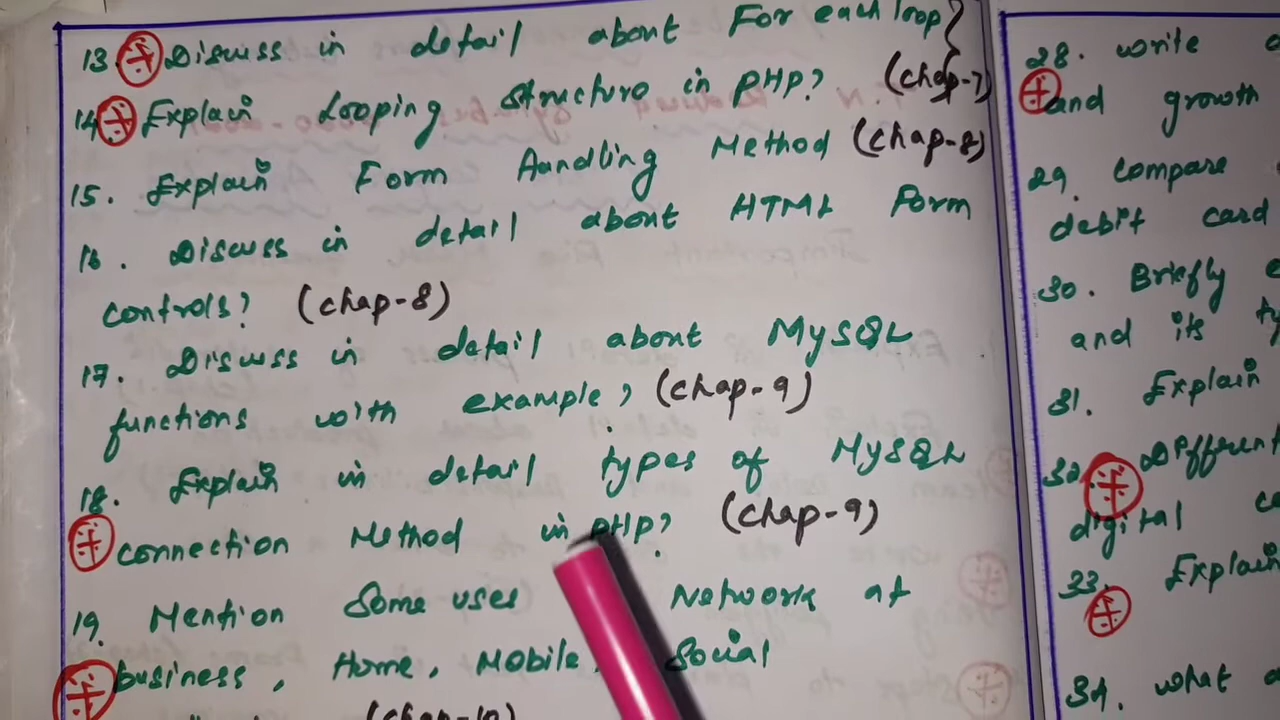 13. Discuss in detail about For each loop
14. Explain Looping structure in PHP? (chap-7)
15. Explain Form Handling Method (chap-8)
16. Discuss in detail about HTML Form
controls? (chap-8)
17. Discuss in detail about MySQL
functions with example? (chap-9)
18. Explain in detail types of MySQL
connection Method in PHP? (chap-9)
19. Mention Some uses Network at
business, Home, Mobile, Social
(chap-10)
28. write
and growth
29. compare
debit card
30. Briefly
and its
31. Explain
32. Different
digital
33. Explain
34. what